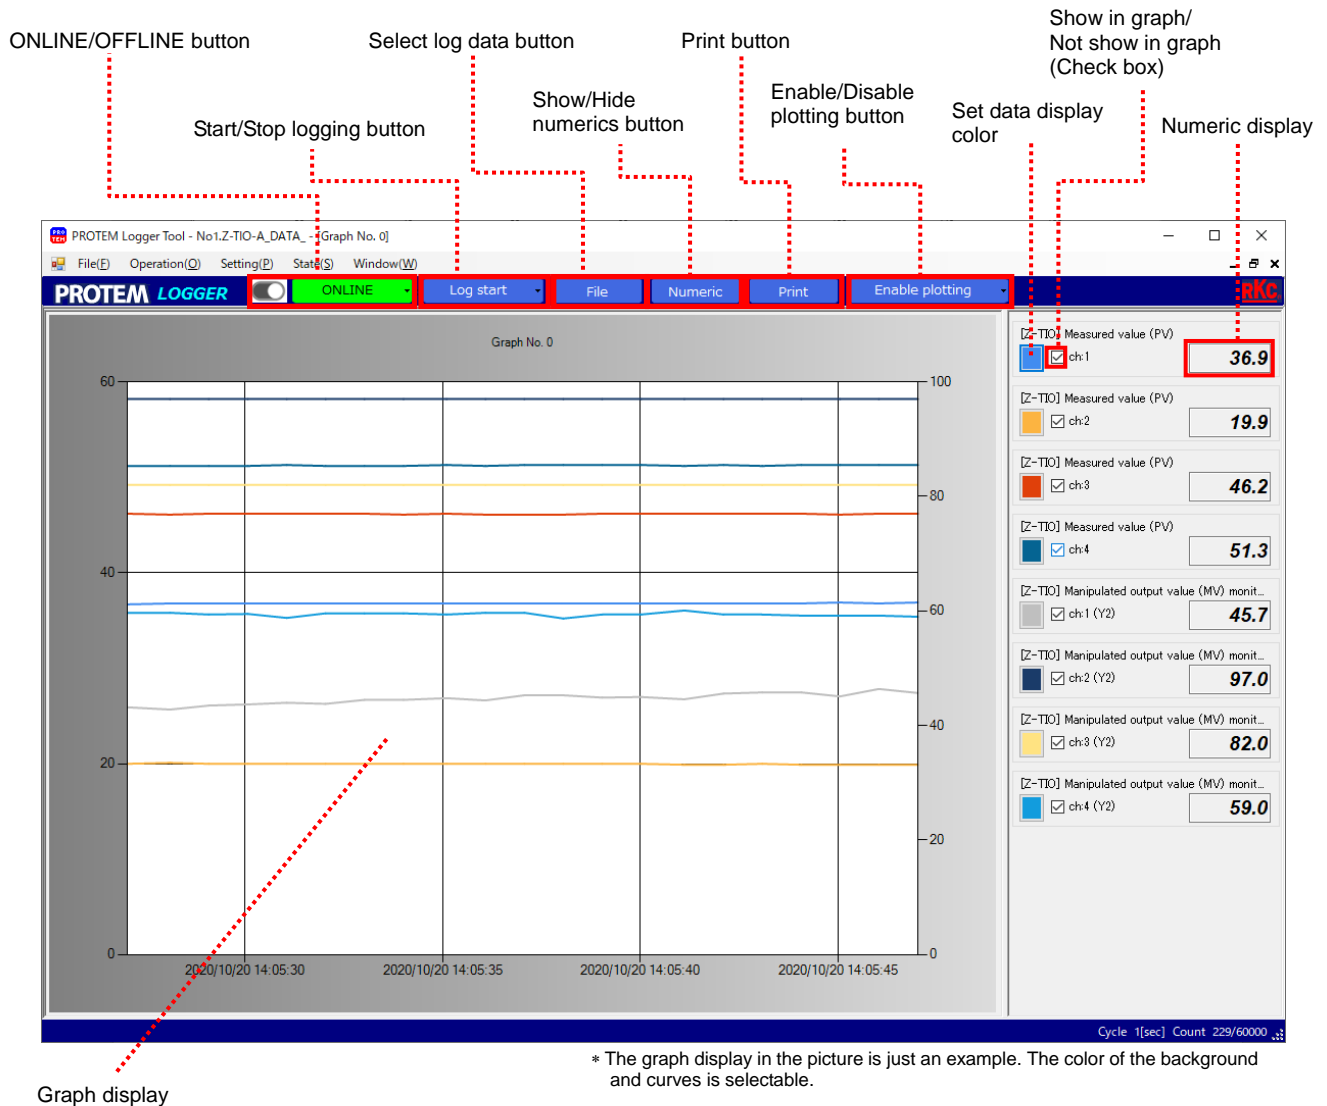 Show in graph/
Not show in graph
(Check box)
ONLINE/OFFLINE button
Select log data button
Print button
Enable/Disable
plotting button
Show/Hide
numerics button
Set data display
color
Start/Stop logging button
Numeric display
PRO
TEM
PROTEM Logger Tool - No1.Z-TIO-A_DATA_ - [Graph No. 0]
File(F) Operation(O) Setting(P) State(S) Window(W)
PROTEM LOGGER
ONLINE
Log start
File
Numeric
Print
Enable plotting
RKC
Graph No. 0
60
40
20
0
100
80
60
40
20
0
2020/10/20 14:05:30
2020/10/20 14:05:35
2020/10/20 14:05:40
2020/10/20 14:05:45
[Z-TIO] Measured value (PV)
ch:1 36.9
[Z-TIO] Measured value (PV)
ch:2 19.9
[Z-TIO] Measured value (PV)
ch:3 46.2
[Z-TIO] Measured value (PV)
ch:4 51.3
[Z-TIO] Manipulated output value (MV) monit...
ch:1 (Y2) 45.7
[Z-TIO] Manipulated output value (MV) monit...
ch:2 (Y2) 97.0
[Z-TIO] Manipulated output value (MV) monit...
ch:3 (Y2) 82.0
[Z-TIO] Manipulated output value (MV) monit...
ch:4 (Y2) 59.0
Cycle 1[sec] Count 229/60000
* The graph display in the picture is just an example. The color of the background
and curves is selectable.
Graph display